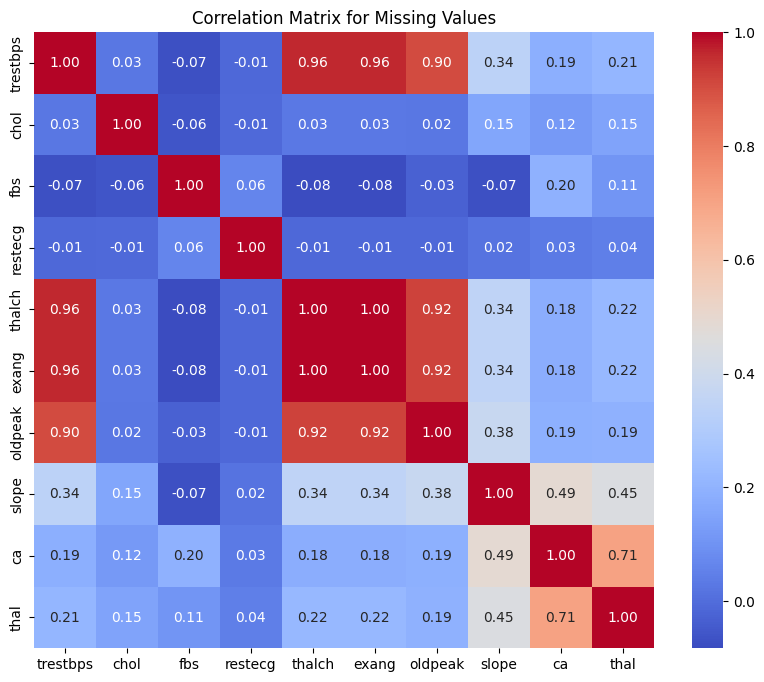 Correlation Matrix for Missing Values
trestbps 1.00 0.03 -0.07 -0.01 0.96 0.96 0.90 0.34 0.19 0.21
chol 0.03 1.00 -0.06 -0.01 0.03 0.03 0.02 0.15 0.12 0.15
fbs -0.07 -0.06 1.00 0.06 -0.08 -0.08 -0.03 -0.07 0.20 0.11
restecg -0.01 -0.01 0.06 1.00 -0.01 -0.01 -0.01 0.02 0.03 0.04
thalch 0.96 0.03 -0.08 -0.01 1.00 1.00 0.92 0.34 0.18 0.22
exang 0.96 0.03 -0.08 -0.01 1.00 1.00 0.92 0.34 0.18 0.22
oldpeak 0.90 0.02 -0.03 -0.01 0.92 0.92 1.00 0.38 0.19 0.19
slope 0.34 0.15 -0.07 0.02 0.34 0.34 0.38 1.00 0.49 0.45
ca 0.19 0.12 0.20 0.03 0.18 0.18 0.19 0.49 1.00 0.71
thal 0.21 0.15 0.11 0.04 0.22 0.22 0.19 0.45 0.71 1.00
trestbps chol fbs restecg thalch exang oldpeak slope ca thal
1.0
0.8
0.6
0.4
0.2
0.0